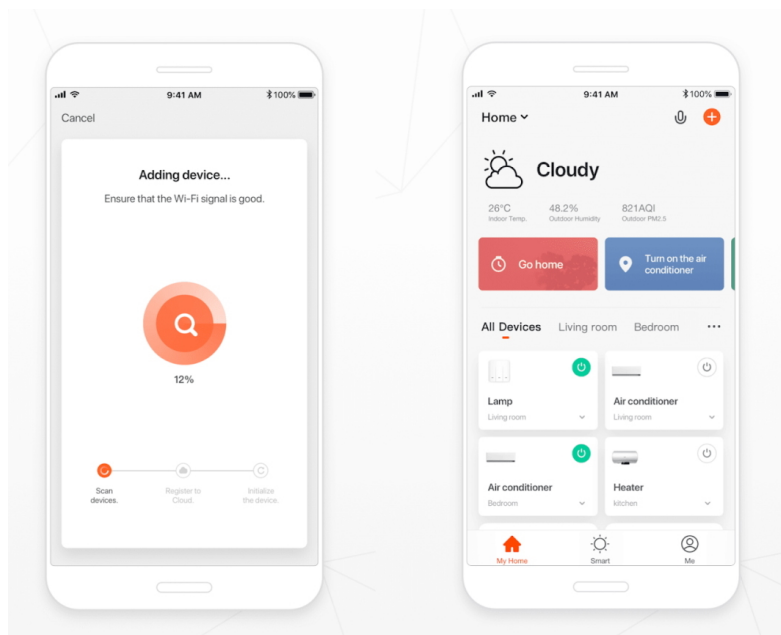 9:41 AM
100%
Cancel
Adding device...
Ensure that the Wi-Fi signal is good.
12%
Scan
devices.
Register to
Cloud.
Initialize
the device.
9:41 AM
100%
Home
Cloudy
26°C
Indoor Temp.
48.2%
Outdoor Humidity
821AQI
Outdoor PM2.5
Go home
Turn on the air
conditioner
All Devices
Living room
Bedroom
Lamp
Living room
Air conditioner
Living room
Air conditioner
Bedroom
Heater
kitchen
My Home
Smart
Me